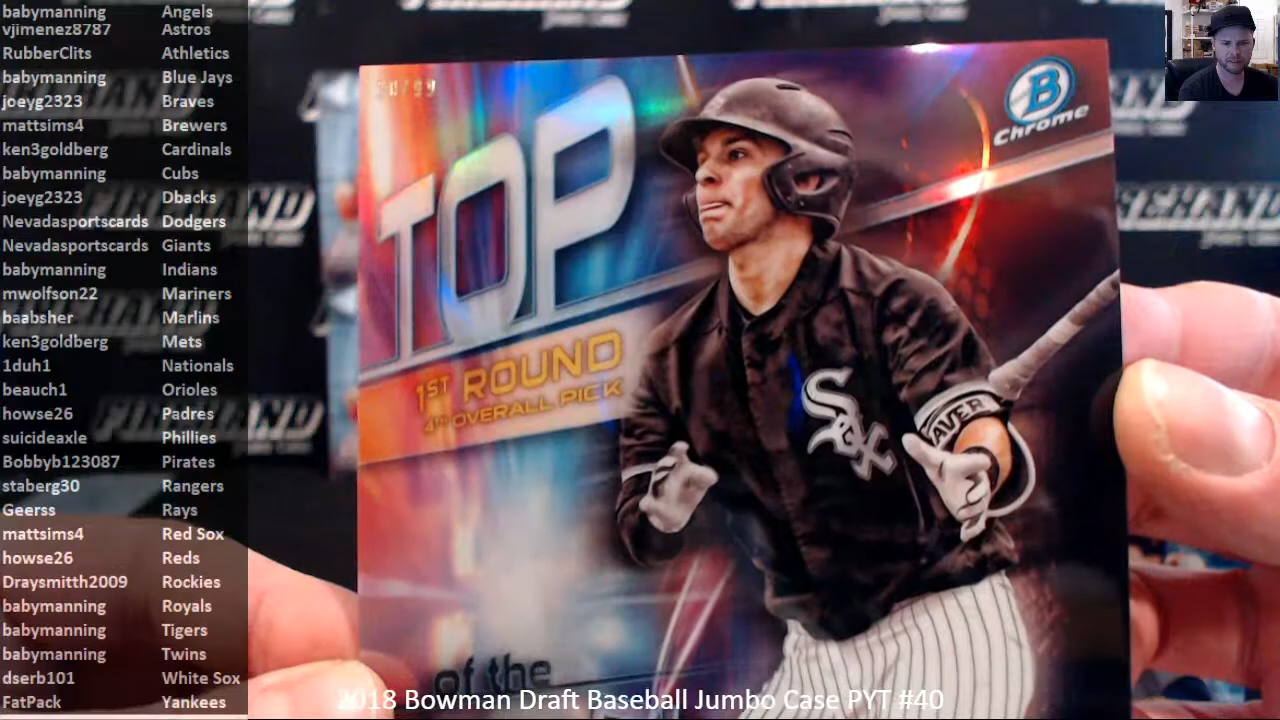 babymanning Angels
vjimenez8787 Astros
RubberClits Athletics
babymanning Blue Jays
joeyg2323 Braves
mattsims4 Brewers
ken3goldberg Cardinals
babymanning Cubs
joeyg2323 Dbacks
Nevadasportscards Dodgers
Nevadasportscards Giants
babymanning Indians
mwolfson22 Mariners
baabsher Marlins
ken3goldberg Mets
1duh1 Nationals
beauch1 Orioles
howse26 Padres
suicideaxle Phillies
Bobbyb123087 Pirates
staberg30 Rangers
Geerss Rays
mattsims4 Red Sox
howse26 Reds
Draysmitth2009 Rockies
babymanning Royals
babymanning Tigers
babymanning Twins
dserb101 White Sox
FatPack Yankees
TOP
1ST ROUND
4TH OVERALL PICK
of the
B
Chrome
Sox
AVERI
FIREHAND
2018 Bowman Draft Baseball Jumbo Case PYT #40